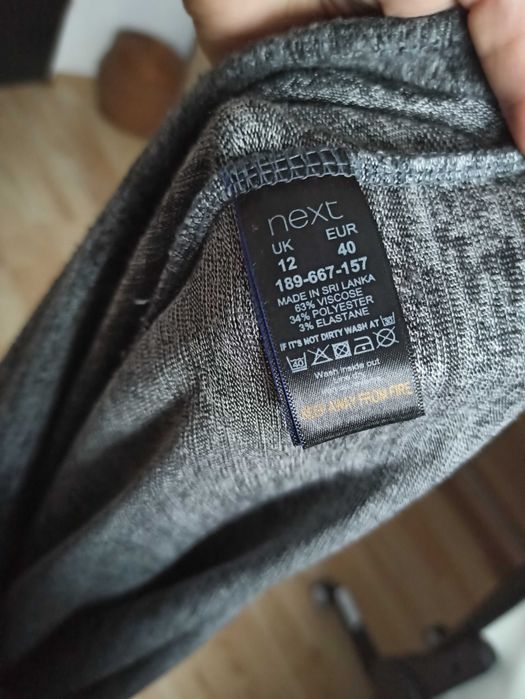 next
UK EUR
12 40
189-667-157
MADE IN SRI LANKA
63% VISCOSE
34% POLYESTER
3% ELASTANE
IF IT'S NOT DIRTY WASH AT 30
Wash inside out
KEEP AWAY FROM FIRE